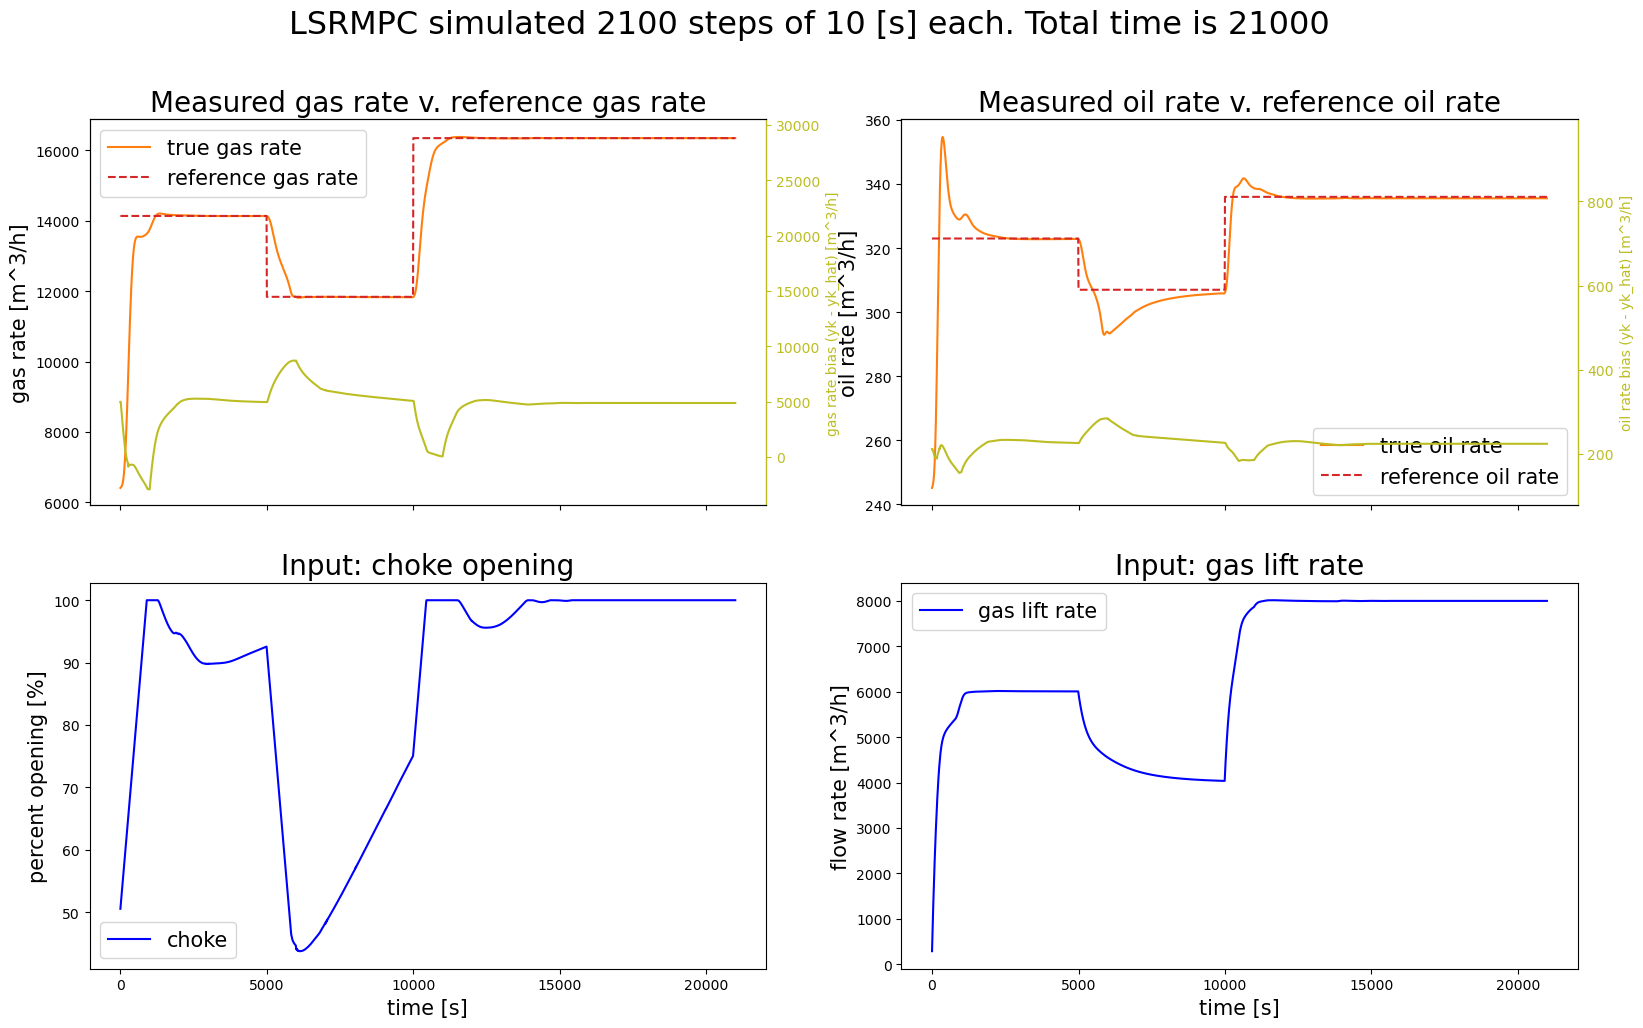 LSRMPC simulated 2100 steps of 10 [s] each. Total time is 21000
Measured gas rate v. reference gas rate
true gas rate
reference gas rate
gas rate [m^3/h]
16000
14000
12000
10000
8000
6000
30000
25000
20000
15000
10000
5000
0
gas rate bias (yk - yk_hat) [m^3/h]
Measured oil rate v. reference oil rate
oil rate [m^3/h]
360
340
320
300
280
260
240
800
600
400
200
oil rate bias (yk - yk_hat) [m^3/h]
true oil rate
reference oil rate
Input: choke opening
percent opening [%]
100
90
80
70
60
50
choke
0
5000
10000
15000
20000
time [s]
Input: gas lift rate
gas lift rate
flow rate [m^3/h]
8000
7000
6000
5000
4000
3000
2000
1000
0
0
5000
10000
15000
20000
time [s]